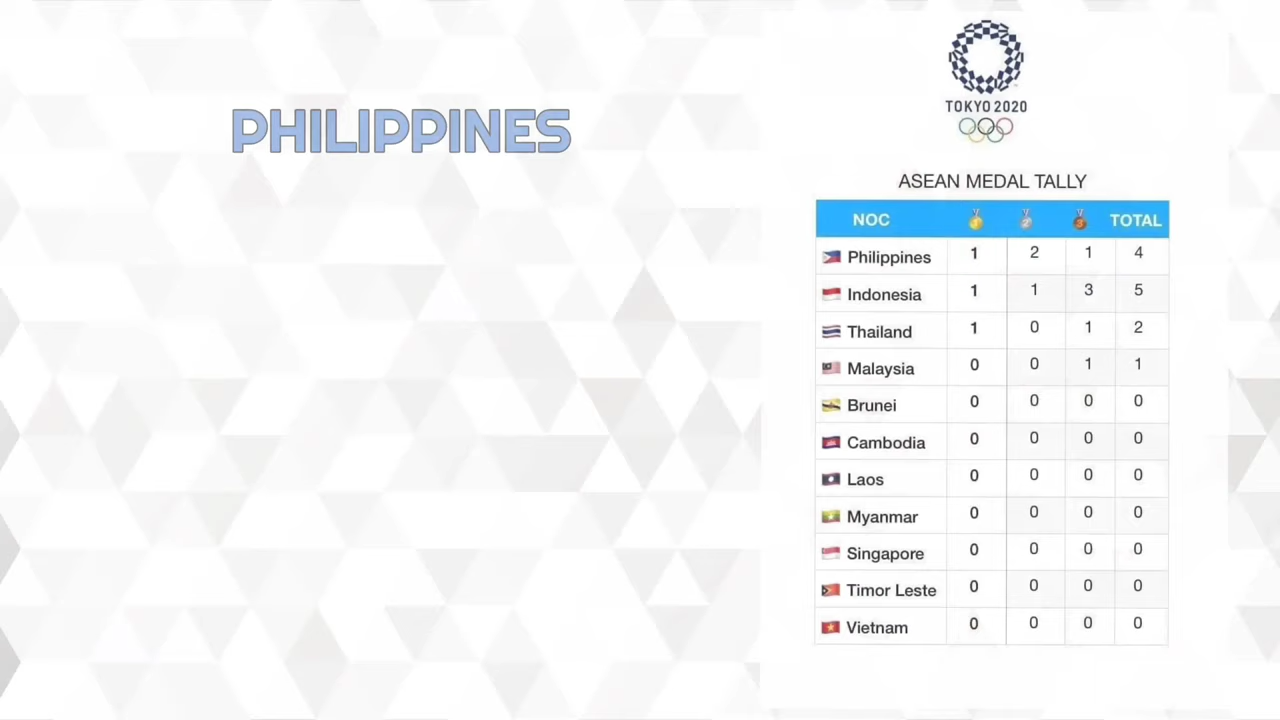 PHILIPPINES
TOKYO 2020
ASEAN MEDAL TALLY
NOC 1 2 3 TOTAL
Philippines 1 2 1 4
Indonesia 1 1 3 5
Thailand 1 0 1 2
Malaysia 0 0 1 1
Brunei 0 0 0 0
Cambodia 0 0 0 0
Laos 0 0 0 0
Myanmar 0 0 0 0
Singapore 0 0 0 0
Timor Leste 0 0 0 0
Vietnam 0 0 0 0